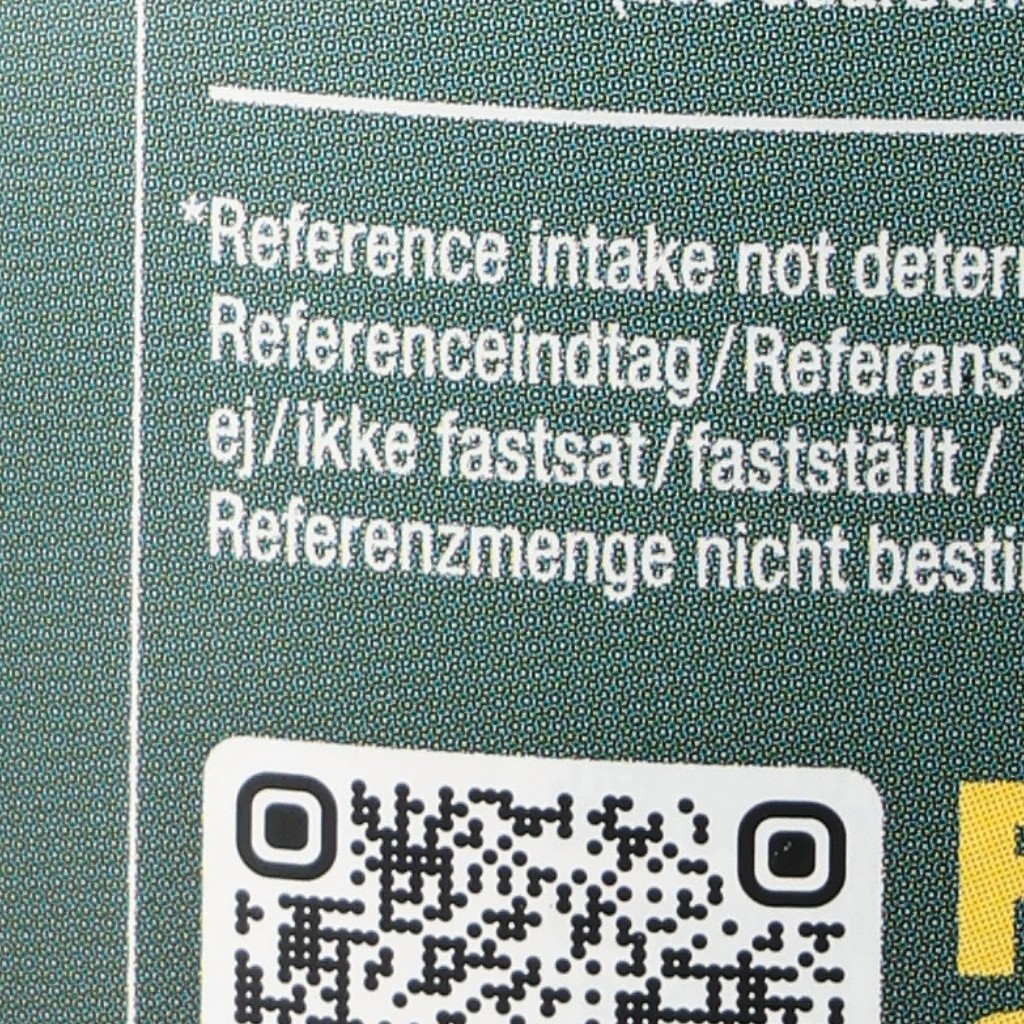 *Reference intake not deter
Referenceindtag/Referans
ej/ikke fastsat/fastställt/
Referenzmenge nicht besti